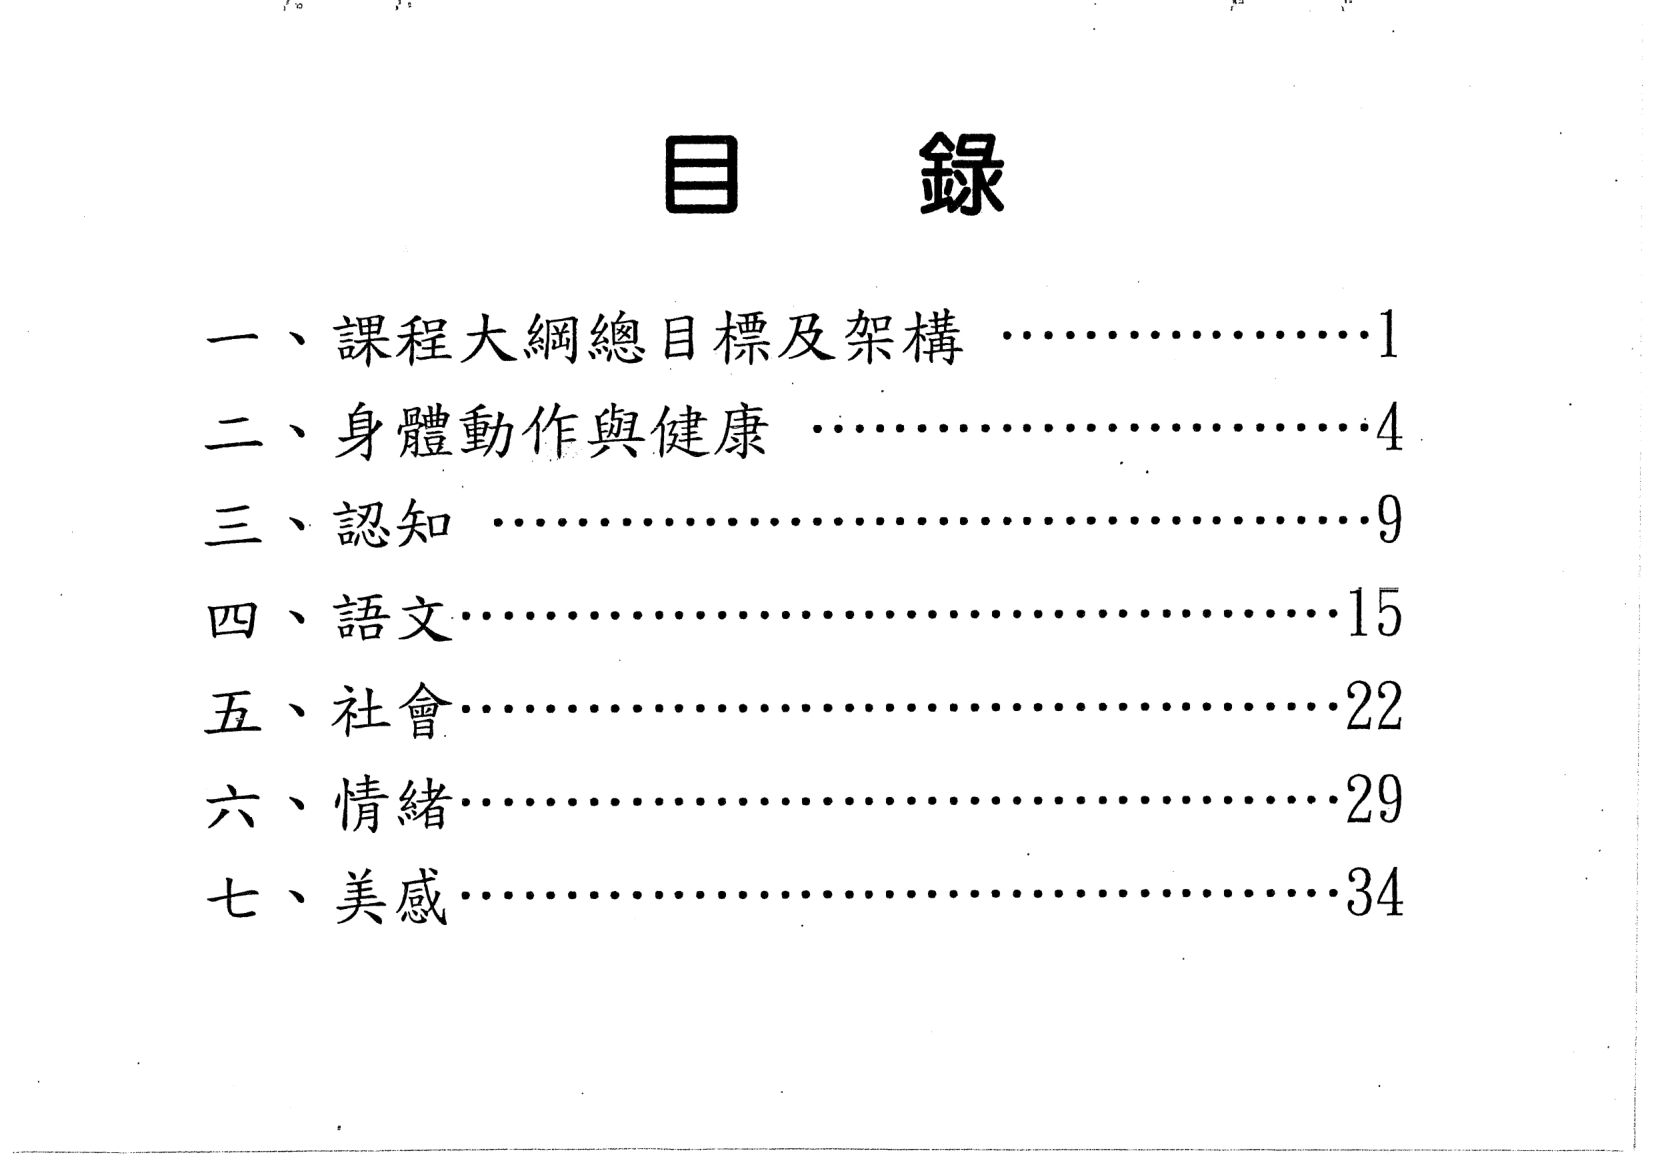 目　錄
一、課程大綱總目標及架構 ………………1
二、身體動作與健康 ………………………4
三、認知 ……………………………………9
四、語文……………………………………15
五、社會……………………………………22
六、情緒……………………………………29
七、美感……………………………………34